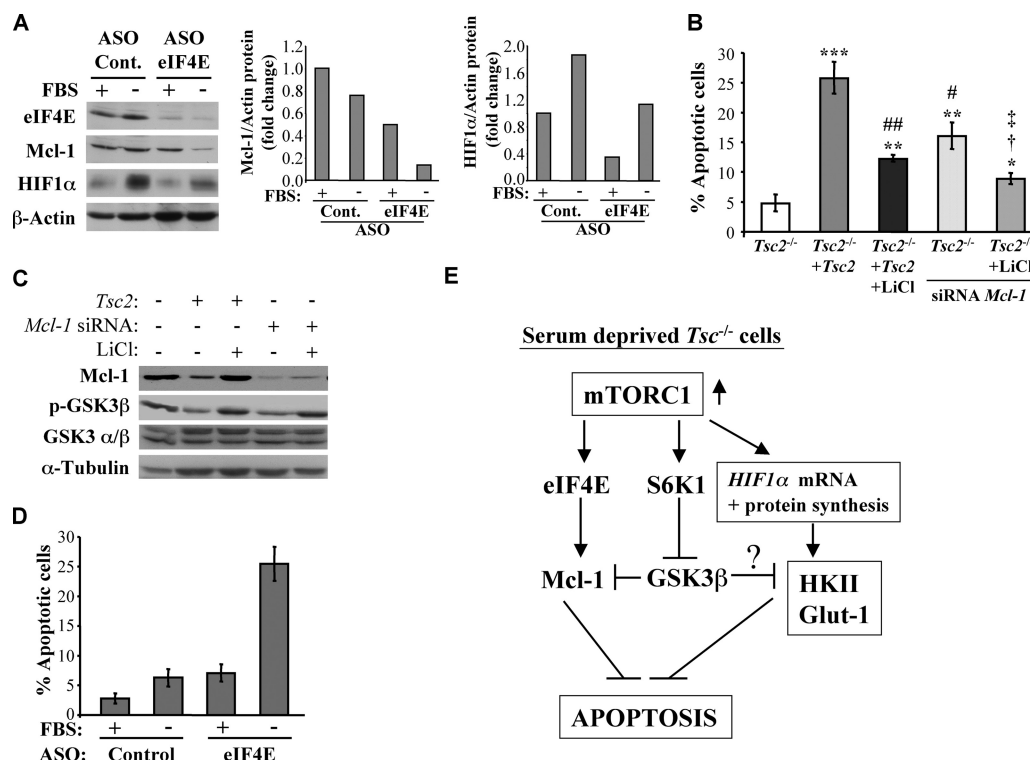 A
ASO ASO
Cont. eIF4E
FBS + - + -
eIF4E
Mcl-1
HIF1α
β-Actin
Mcl-1/Actin protein
(fold change)
1.2
1.0
0.8
0.6
0.4
0.2
0.0
FBS: + - + -
Cont. eIF4E
ASO
HIF1α/Actin protein
(fold change)
2.0
1.6
1.2
0.8
0.4
0.0
FBS: + - + -
Cont. eIF4E
ASO
B
% Apoptotic cells
35
30
25
20
15
10
5
0
***
##
**
#
**
‡
†
*
Tsc2-/- Tsc2-/- Tsc2-/- Tsc2-/- Tsc2-/-
+Tsc2 +Tsc2 +LiCl
+LiCl
siRNA Mcl-1
C
Tsc2: - + + - -
Mcl-1 siRNA: - - - + +
LiCl: - - + - +
Mcl-1
p-GSK3β
GSK3 α/β
α-Tubulin
D
% Apoptotic cells
30
25
20
15
10
5
0
FBS: + - + -
ASO: Control eIF4E
E
Serum deprived Tsc-/- cells
mTORC1
eIF4E S6K1
HIF1α mRNA
+ protein synthesis
Mcl-1 GSK3β ?
HKII
Glut-1
APOPTOSIS